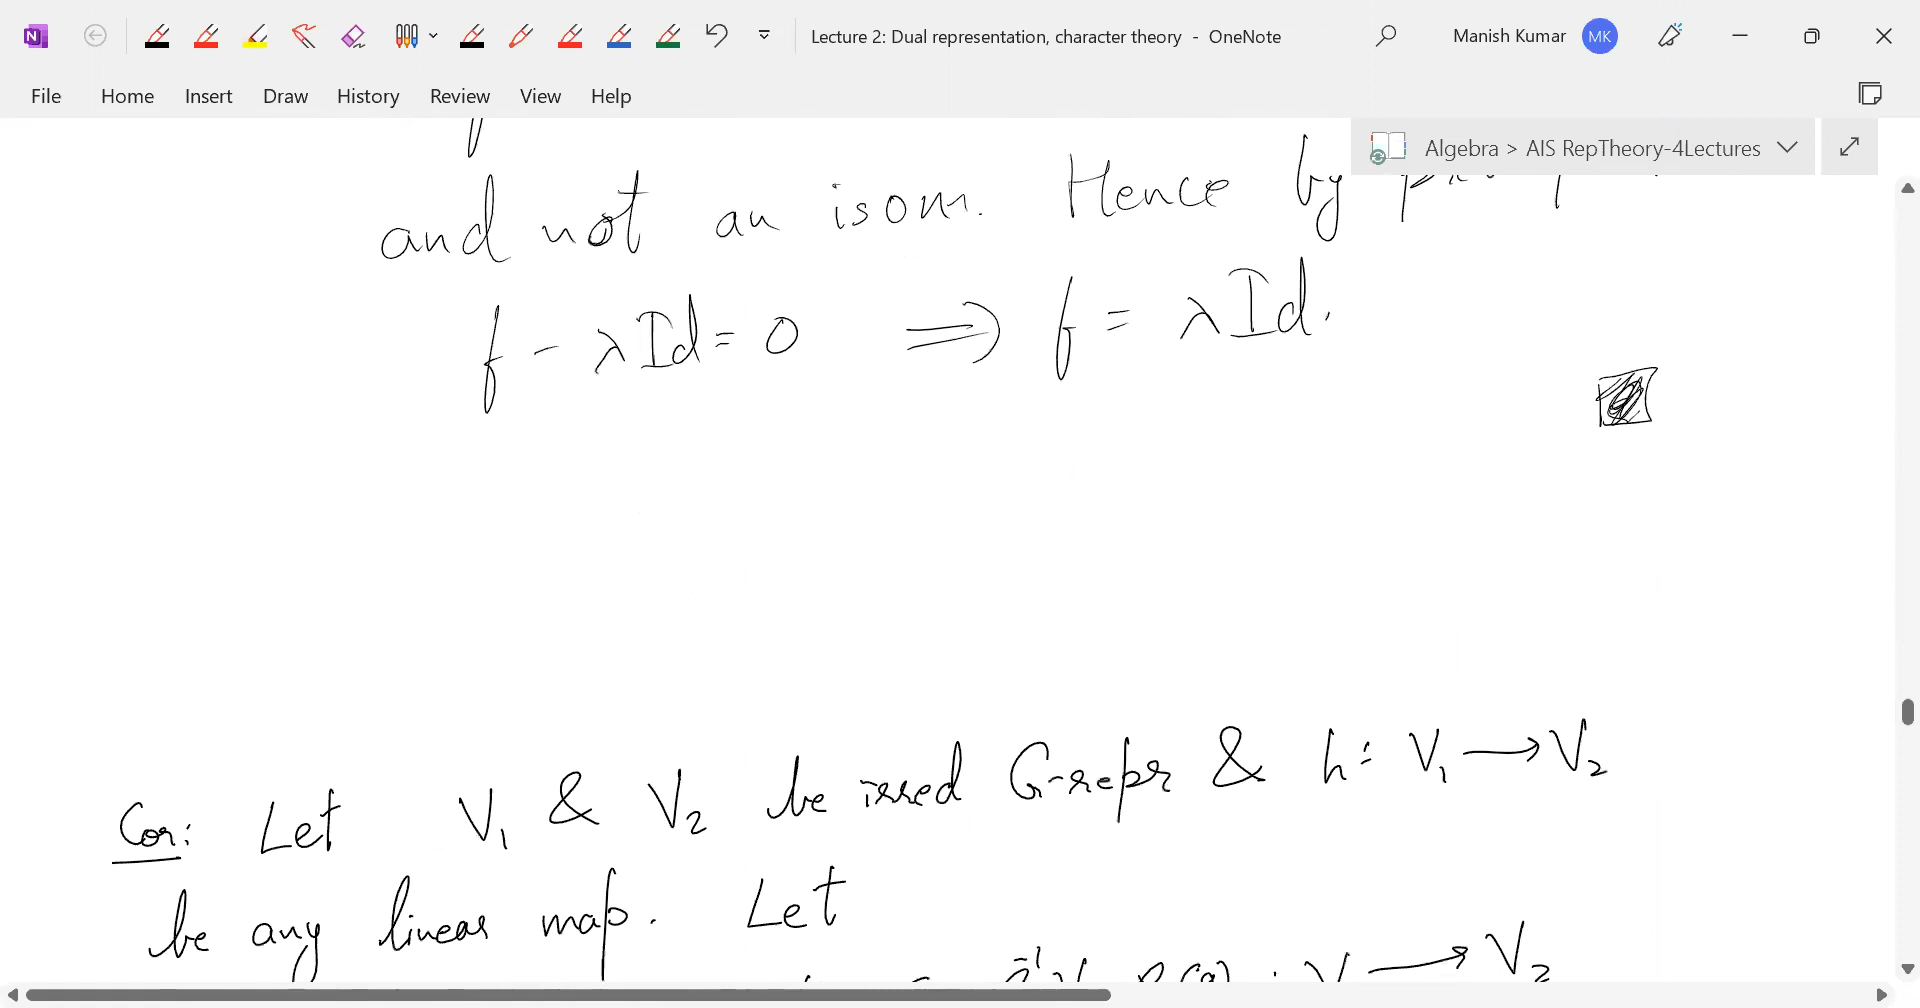 Lecture 2: Dual representation, character theory - OneNote
Manish Kumar
MK
File Home Insert Draw History Review View Help
Algebra > AIS RepTheory-4Lectures
and not an isom. Hence by
f - λId = 0 ⟹ f = λId.
Cor: Let V₁ & V₂ be irred G-repr & h: V₁ ⟶ V₂
be any linear map. Let
⟶ V₂